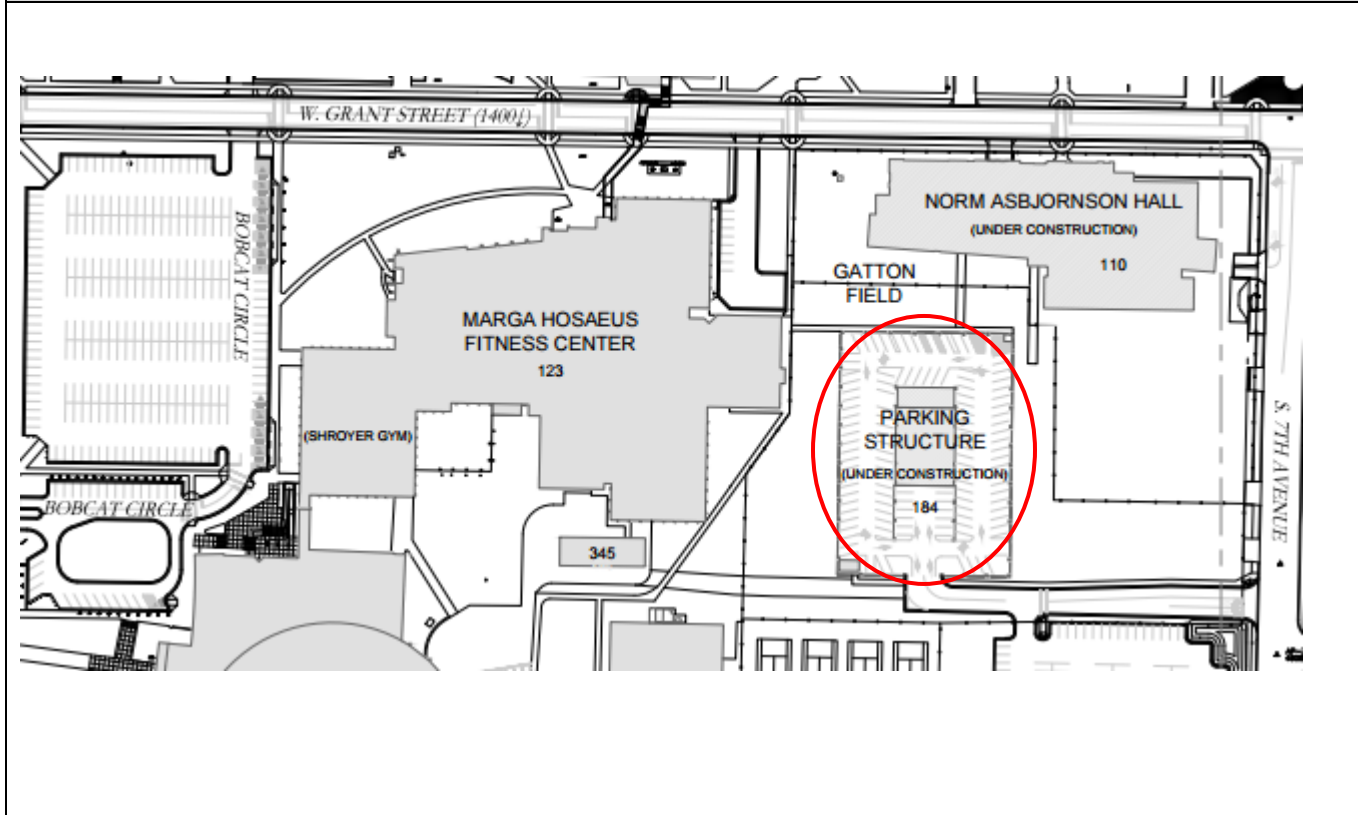 W. GRANT STREET (1400
BOBCAT CIRCLE
NORM ASBJORNSON HALL
(UNDER CONSTRUCTION)
110
GATTON
FIELD
MARGA HOSAEUS
FITNESS CENTER
123
(SHROYER GYM)
PARKING
STRUCTURE
(UNDER CONSTRUCTION)
184
S. 7TH AVENUE
BOBCAT CIRCLE
345